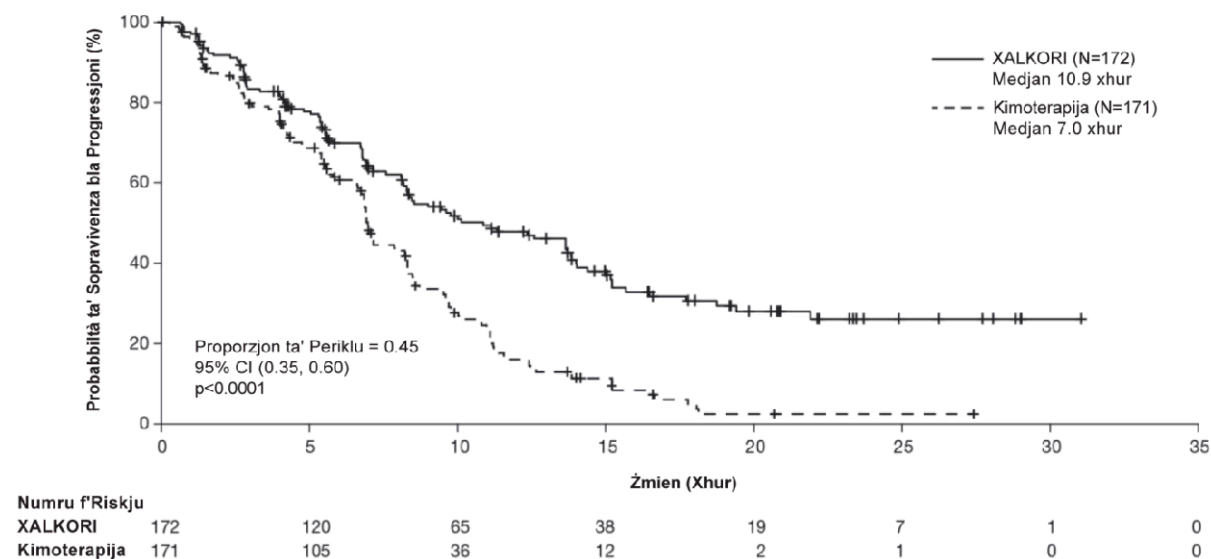 Probabbiltà ta' Sopravivenza bla Progressjoni (%)
100
80
60
40
20
0
XALKORI (N=172)
Medjan 10.9 xhur
Kimoterapija (N=171)
Medjan 7.0 xhur
Proporzjon ta' Periklu = 0.45
95% CI (0.35, 0.60)
p<0.0001
0 5 10 15 20 25 30 35
Żmien (Xhur)
Numru f'Riskju
XALKORI 172 120 65 38 19 7 1 0
Kimoterapija 171 105 36 12 2 1 0 0